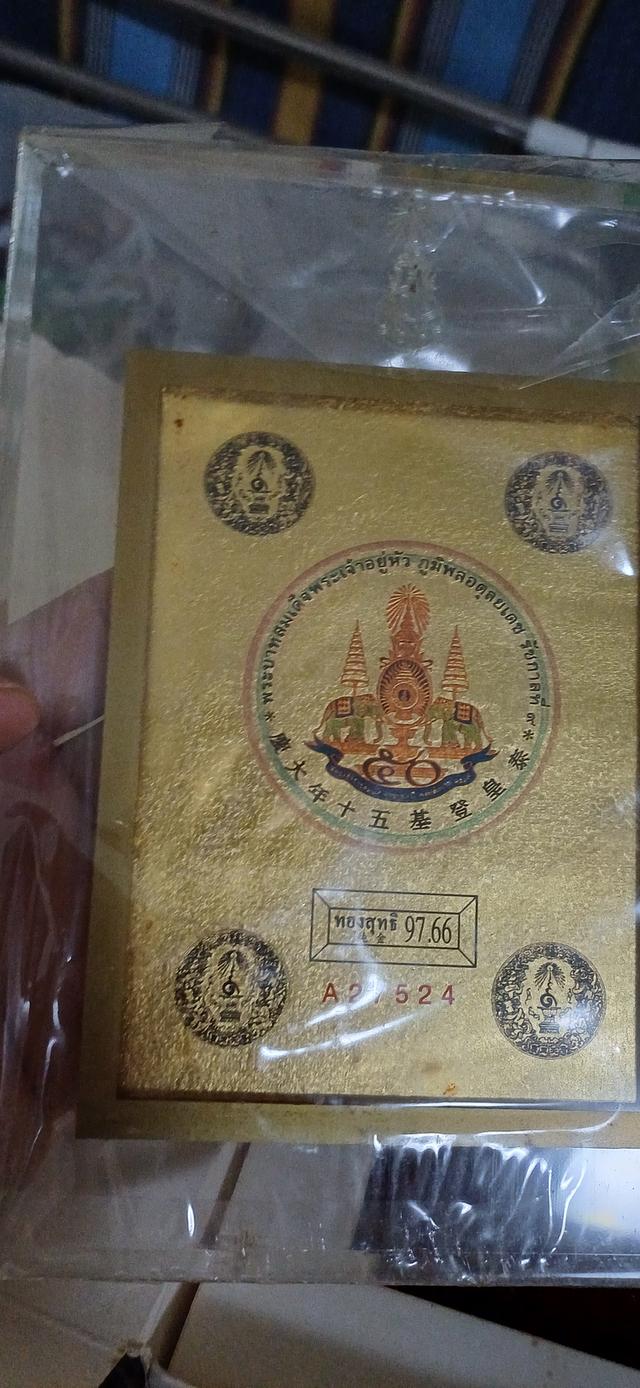 * พระบาทสมเด็จพระเจ้าอยู่หัว ภูมิพลอดุลยเดช รัชกาลที่ ๙ *
慶大年十五基登皇泰
๕๐
ทองสุทธิ 97.66
金
524